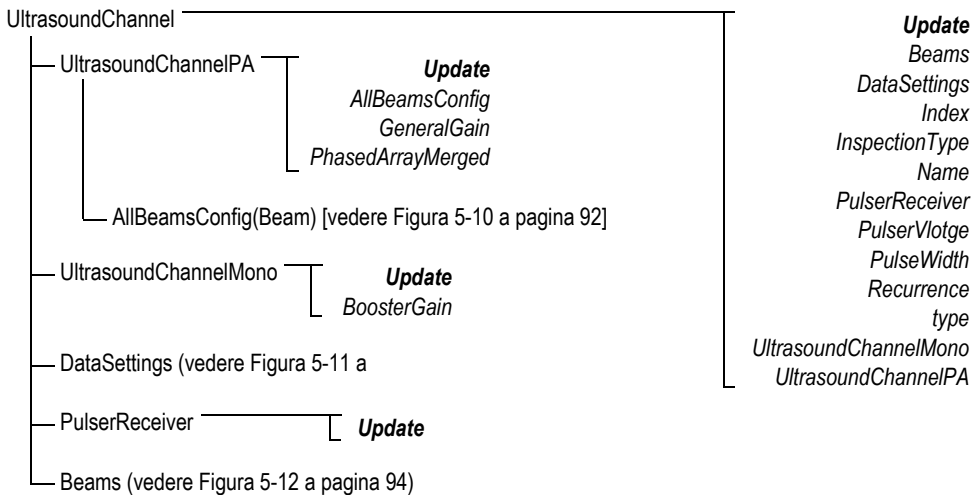 UltrasoundChannel
UltrasoundChannelPA
Update
AllBeamsConfig
GeneralGain
PhasedArrayMerged
AllBeamsConfig(Beam) [vedere Figura 5-10 a pagina 92]
UltrasoundChannelMono
Update
BoosterGain
DataSettings (vedere Figura 5-11 a
PulserReceiver
Update
Beams (vedere Figura 5-12 a pagina 94)
Update
Beams
DataSettings
Index
InspectionType
Name
PulserReceiver
PulserVlotge
PulseWidth
Recurrence
type
UltrasoundChannelMono
UltrasoundChannelPA